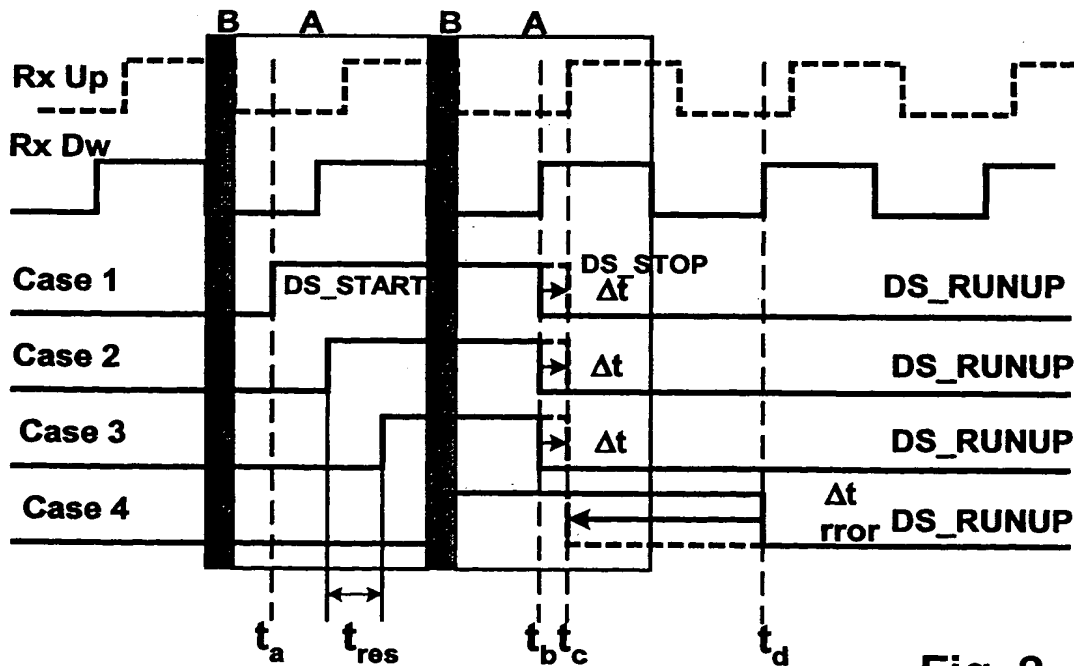 B A B A
Rx Up
Rx Dw
Case 1 DS_START DS_STOP Δt DS_RUNUP
Case 2 Δt DS_RUNUP
Case 3 Δt DS_RUNUP
Case 4 Δt rror DS_RUNUP
ta tres tb tc td